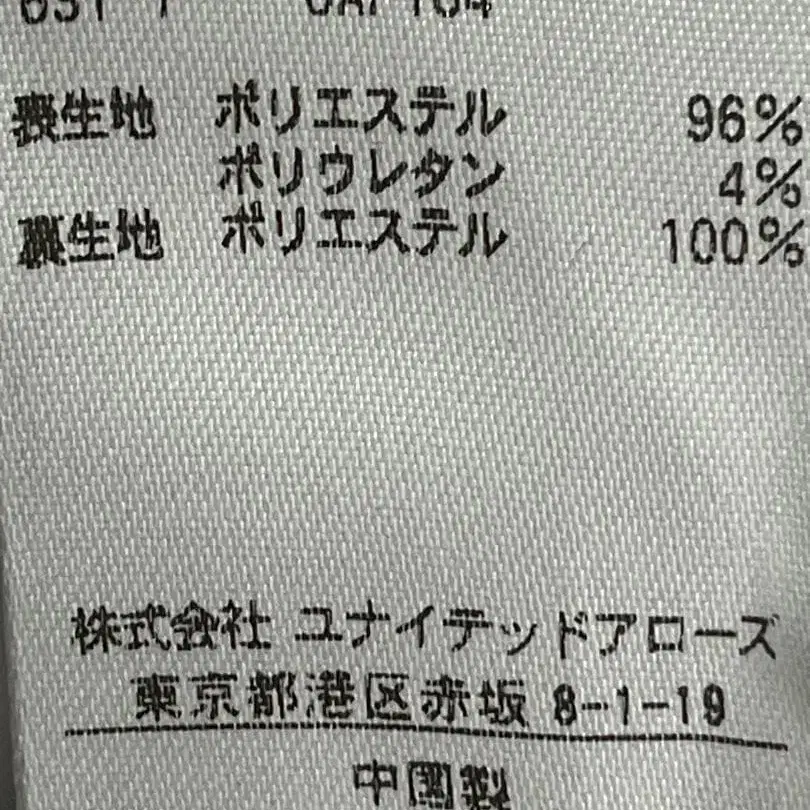 表生地 ポリエステル 96%
ポリウレタン 4%
裏生地 ポリエステル 100%
株式会社 ユナイテッドアローズ
東京都港区赤坂 8-1-19
中国製